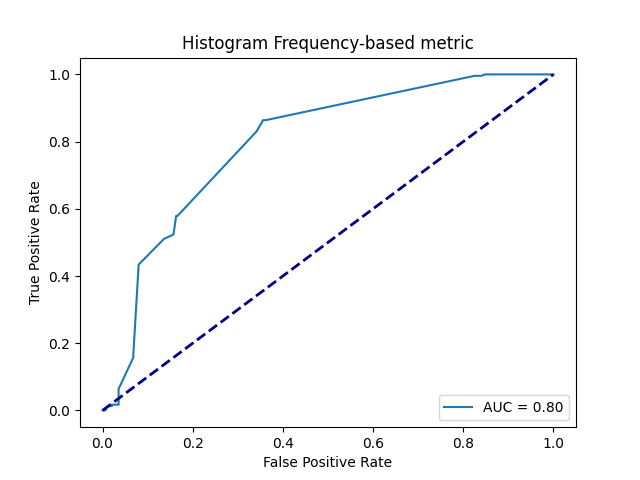 Histogram Frequency-based metric
1.0
0.8
0.6
0.4
0.2
0.0
True Positive Rate
AUC = 0.80
0.0 0.2 0.4 0.6 0.8 1.0
False Positive Rate